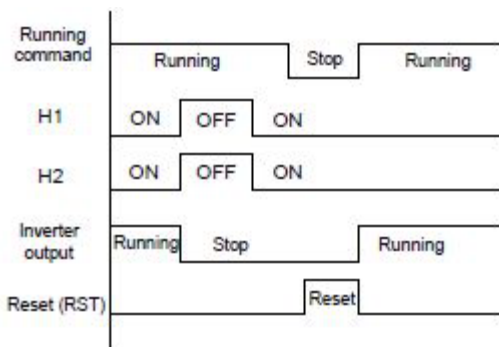 Running
command
Running Stop Running
H1 ON OFF ON
H2 ON OFF ON
Inverter
output
Running Stop Running
Reset (RST) Reset